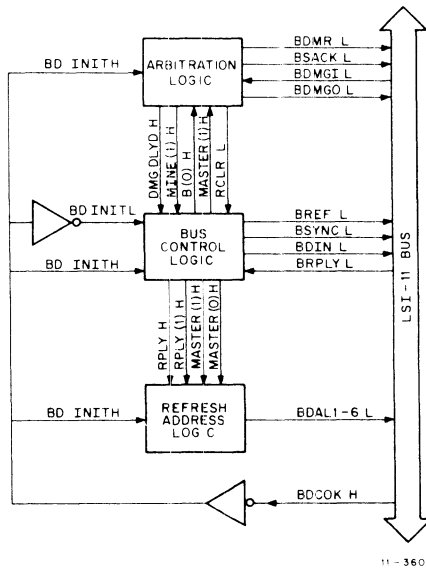 BD INITH
ARBITRATION
LOGIC
BDMR L
BSACK L
BDMGI L
BDMGO L
DMG DLYD H
MINE (1) H
B (0) H
MASTER (1) H
RCLR L
BD INITL
BD INITH
BUS
CONTROL
LOGIC
BREF L
BSYNC L
BDIN L
BRPLY L
LSI-11 BUS
RPLY H
RPLY (1) H
MASTER (1) H
MASTER (0) H
BD INITH
REFRESH
ADDRESS
LOG C
BDAL1-6 L
BDCOK H
11-360